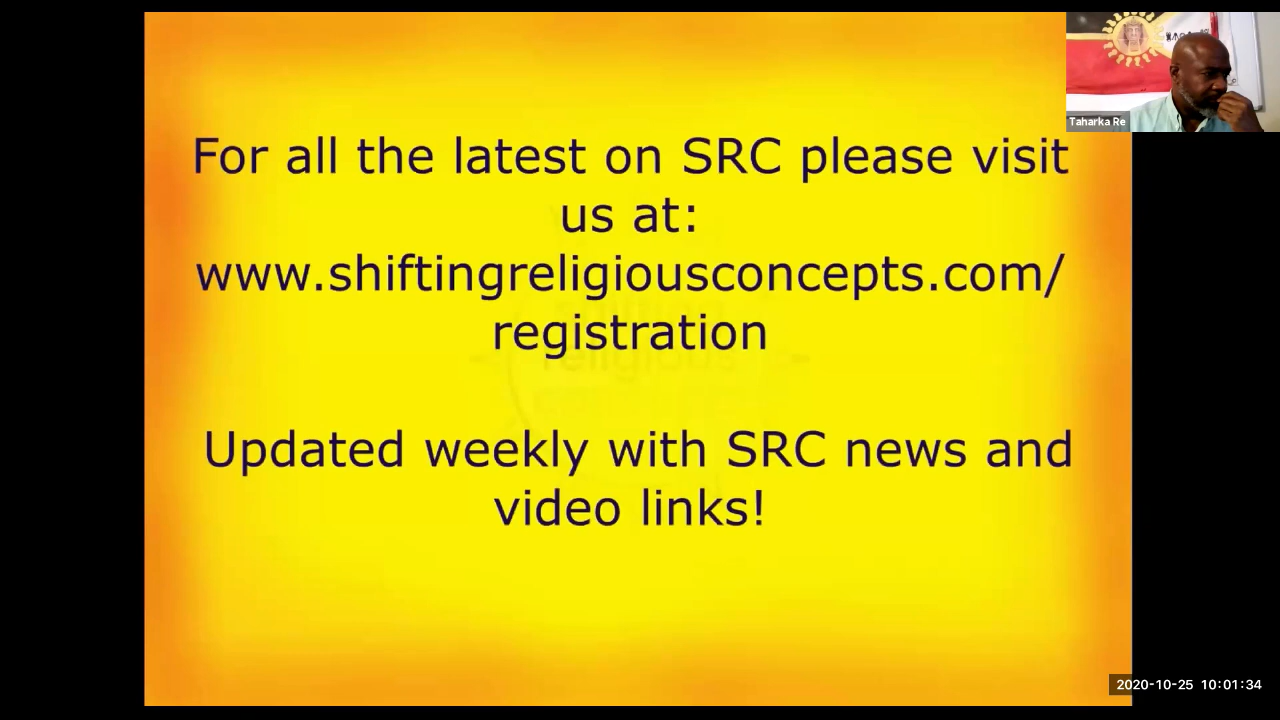 For all the latest on SRC please visit
us at:
www.shiftingreligiousconcepts.com/
registration
Updated weekly with SRC news and
video links!
Taharka Re
2020-10-25 10:01:34